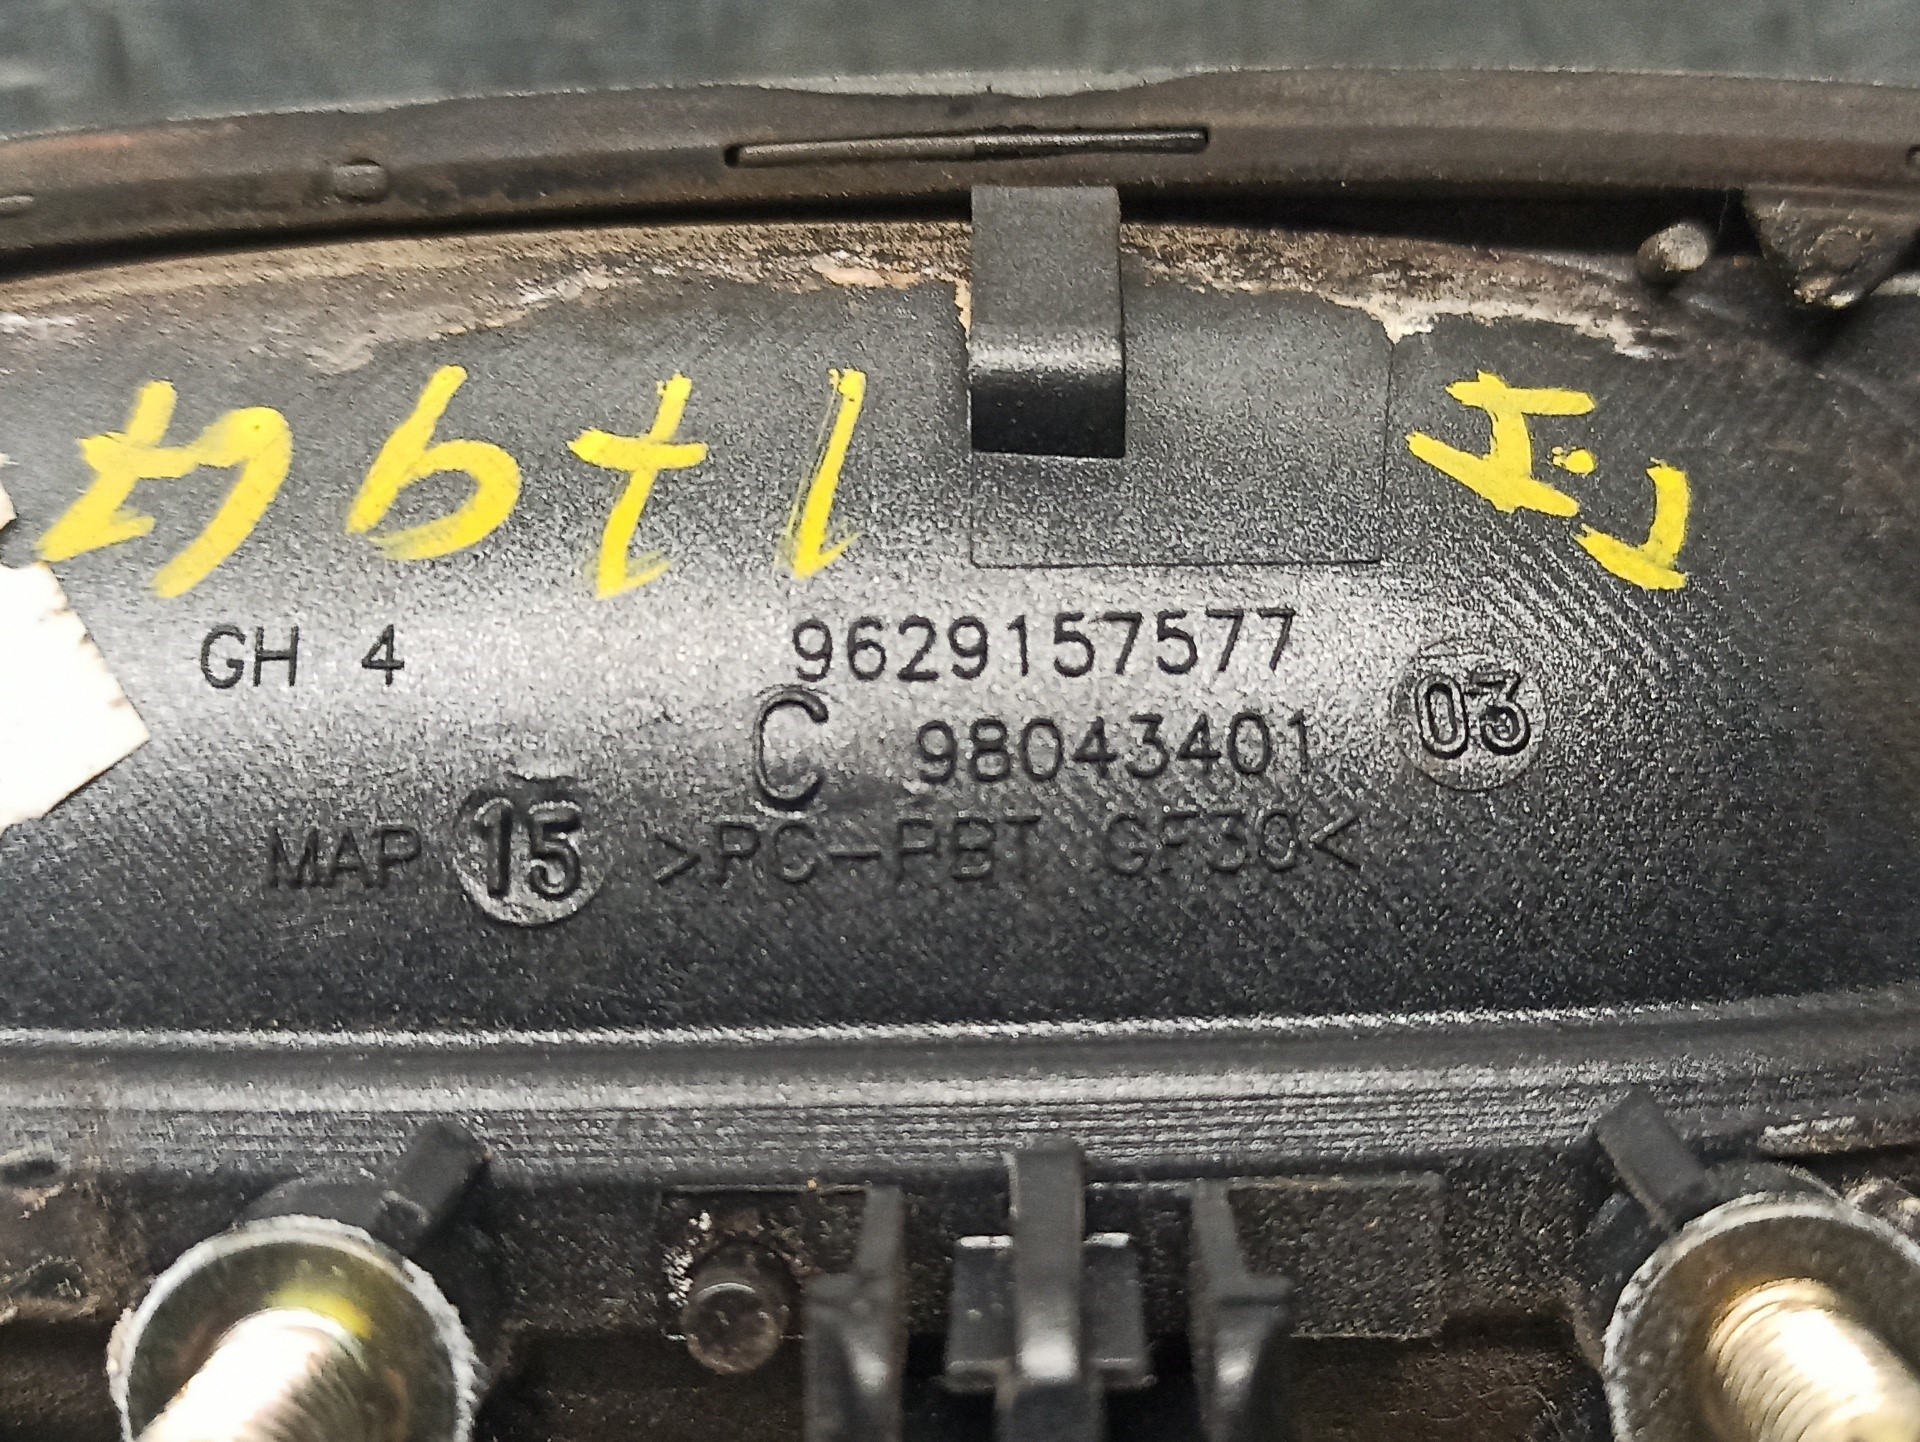 GH 4 9629157577
C 98043401 03
MAP 15 >PC-PBT GF30<